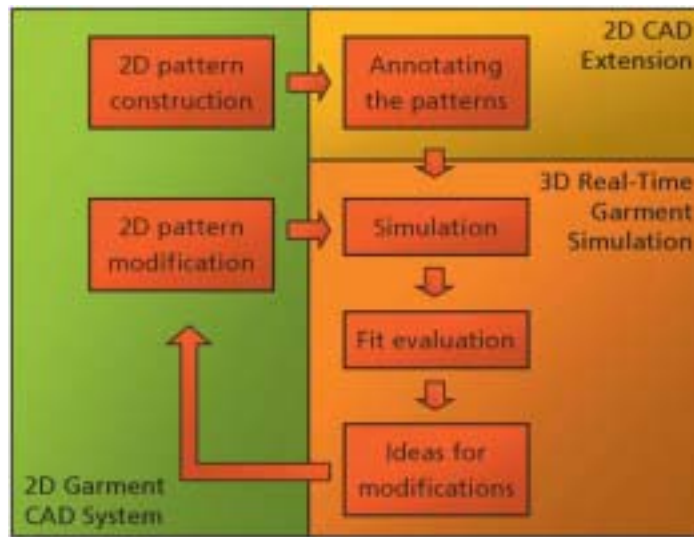 2D pattern
construction
Annotating
the patterns
2D CAD
Extension
2D pattern
modification
Simulation
3D Real-Time
Garment
Simulation
Fit evaluation
Ideas for
modifications
2D Garment
CAD System